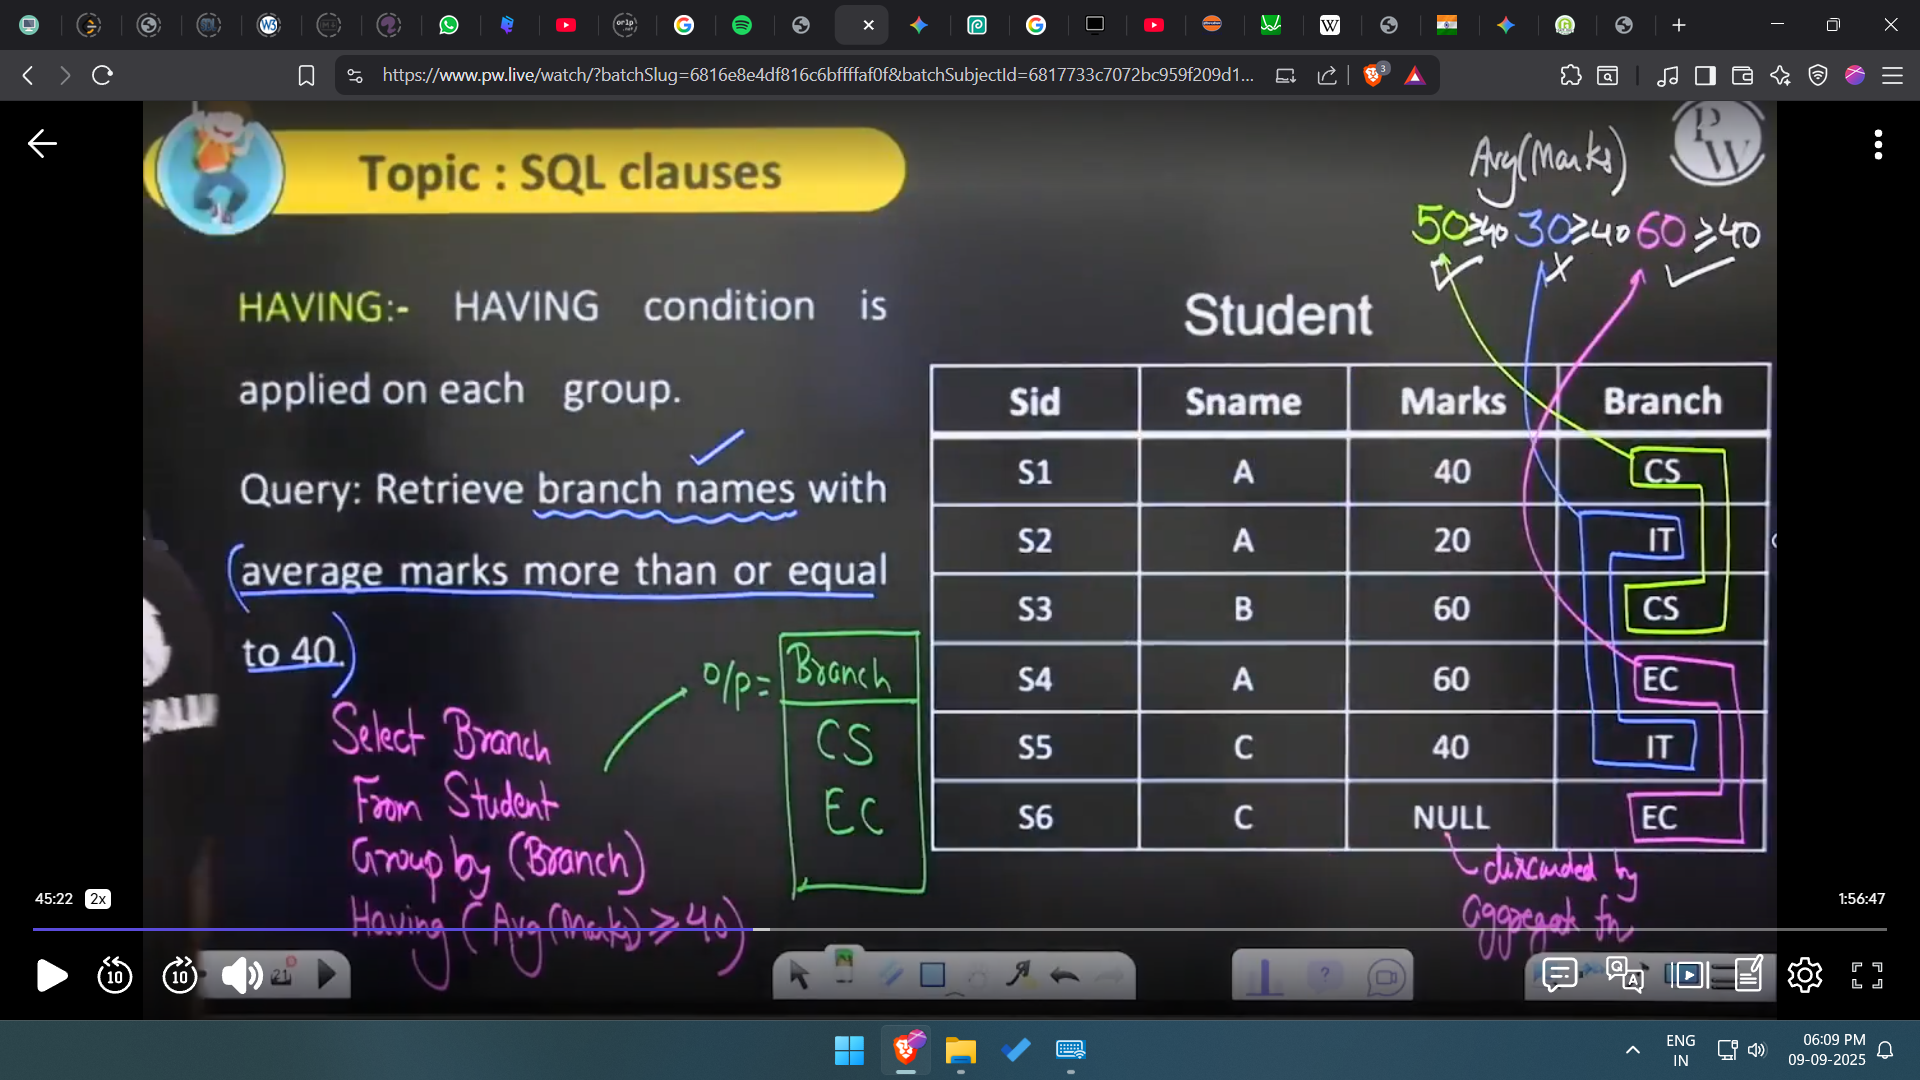 https://www.pw.live/watch/?batchSlug=6816e8e4df816c6bffffaf0f&batchSubjectId=6817733c7072bc959f209d1...
Topic : SQL clauses
Avg(Marks)
PW
50≥40 30≥40 60≥40
HAVING:- HAVING condition is
applied on each group.
Query: Retrieve branch names with
average marks more than or equal
to 40.
Select Branch
From Student
Group by (Branch)
Having (Avg(Marks) ≥ 40)
o/p=
Branch
CS
EC
Student
Sid Sname Marks Branch
S1 A 40 CS
S2 A 20 IT
S3 B 60 CS
S4 A 60 EC
S5 C 40 IT
S6 C NULL EC
discarded by
aggregate fn
45:22 2x
1:56:47
10 10
21
ENG
IN
06:09 PM
09-09-2025